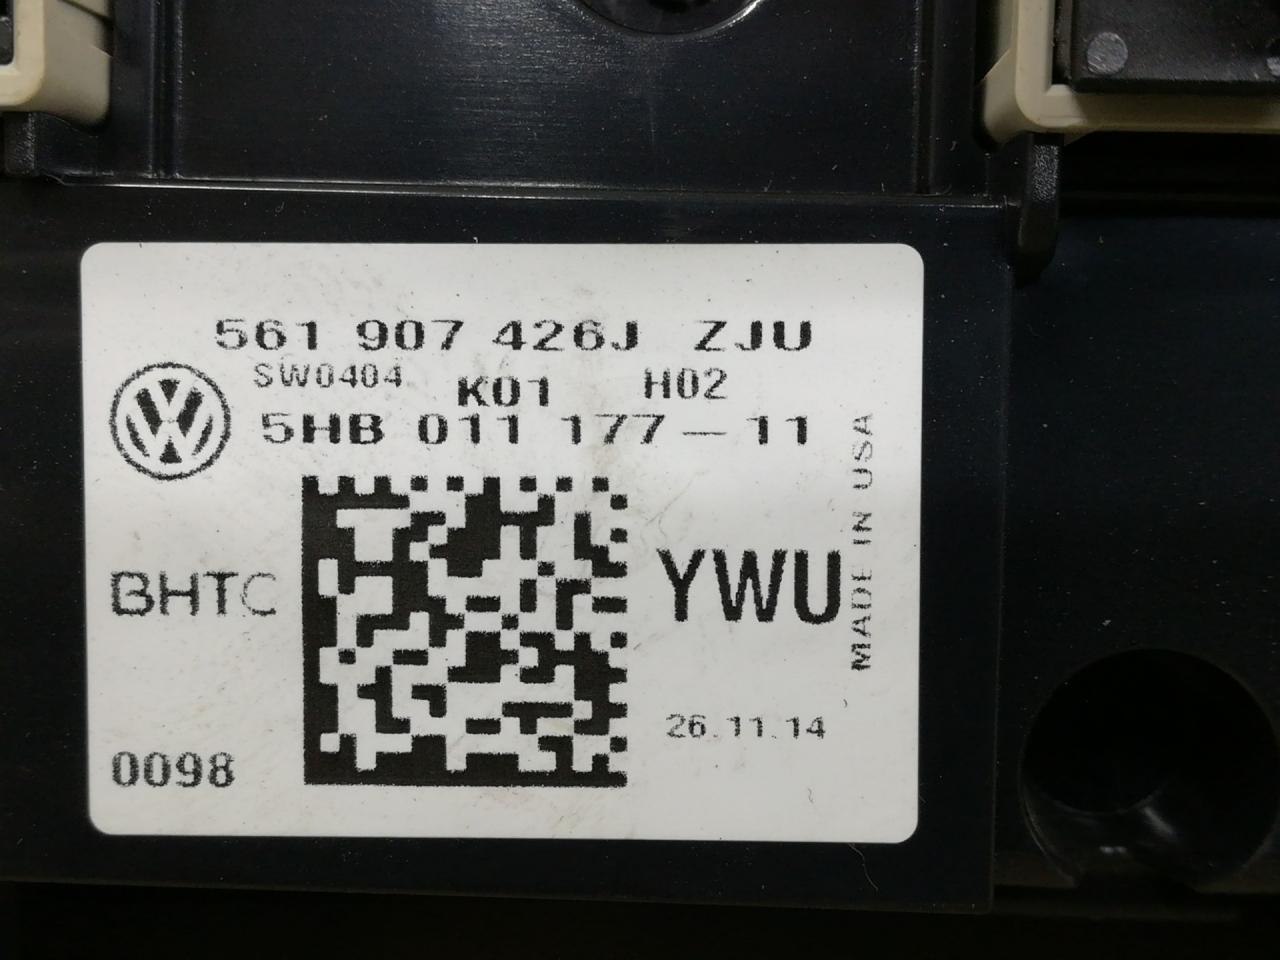 561 907 426J ZJU
SW0404 K01 H02
5HB 011 177-11
MADE IN USA
BHTC
YWU
26.11.14
0098